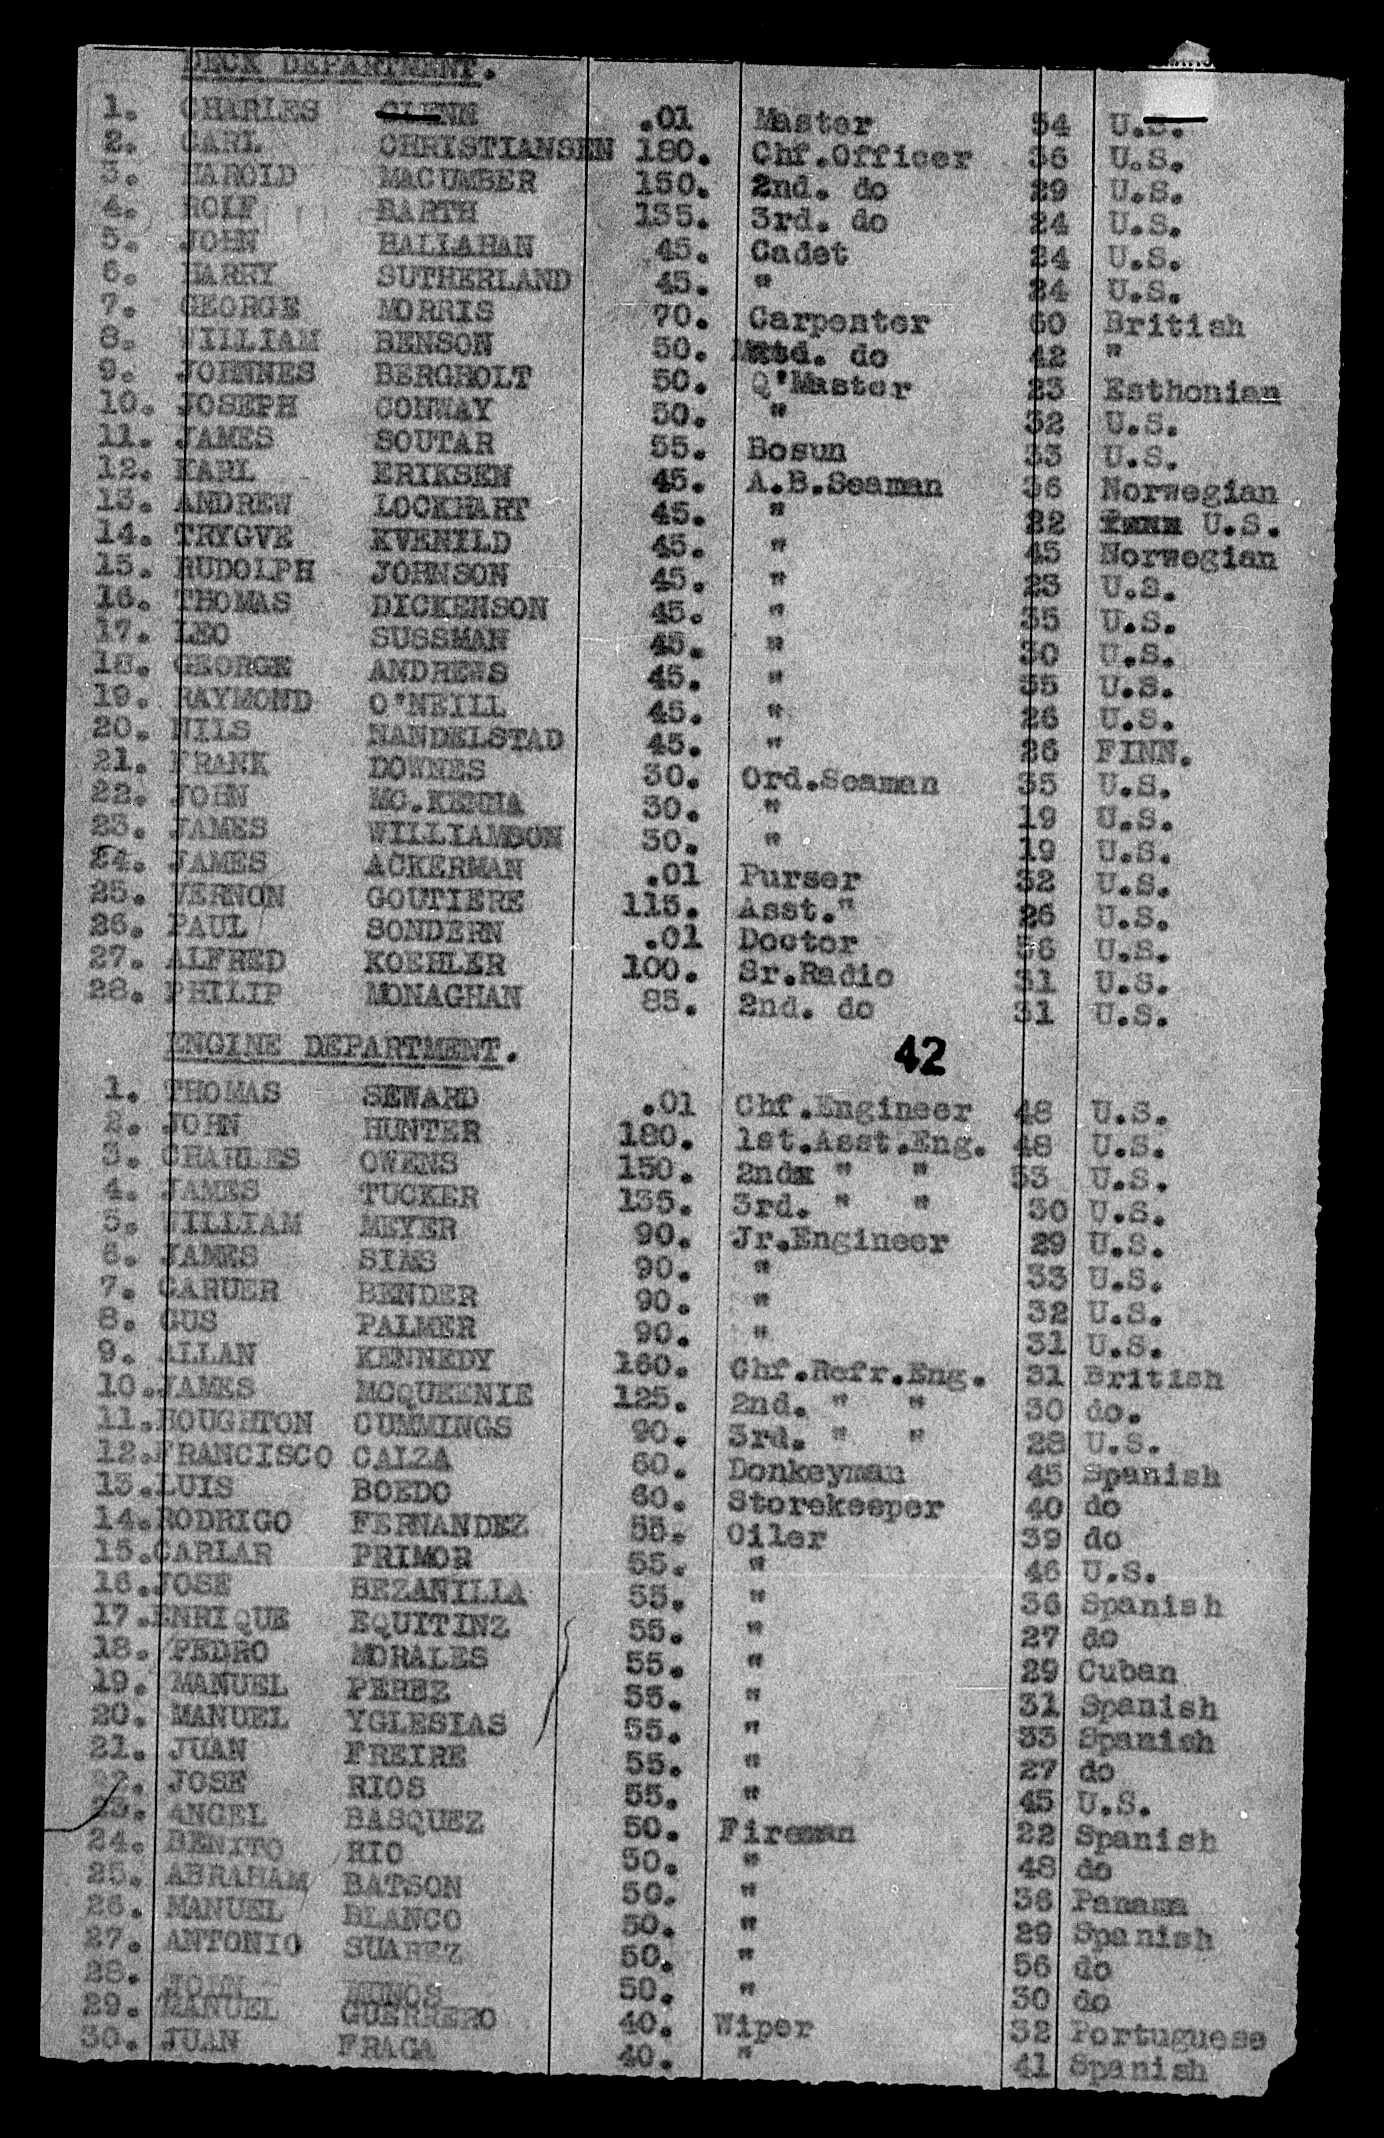 DECK DEPARTMENT.
1. CHARLES GLENN .01 Master 54 U.S.
2. CARL CHRISTIANSEN 180. Chf.Officer 36 U.S.
3. HAROLD MACUMBER 150. 2nd. do 29 U.S.
4. ROLF BARTH 135. 3rd. do 24 U.S.
5. JOHN HALLAHAN 45. Cadet 24 U.S.
6. HARRY SUTHERLAND 45. " 24 U.S.
7. GEORGE MORRIS 70. Carpenter 60 British
8. WILLIAM BENSON 50. do 42 "
9. JOHNNES BERGHOLT 50. Q'Master 23 Esthonian
10. JOSEPH CONWAY 50. " 32 U.S.
11. JAMES SOUTAR 55. Bosun 33 U.S.
12. KARL ERIKSEN 45. A.B.Seaman 36 Norwegian
13. ANDREW LOCKHART 45. " 22 U.S.
14. TRYGVE KVENILD 45. " 45 Norwegian
15. RUDOLPH JOHNSON 45. " 23 U.S.
16. THOMAS DICKENSON 45. " 35 U.S.
17. LEO SUSSMAN 45. " 30 U.S.
18. GEORGE ANDREWS 45. " 35 U.S.
19. RAYMOND O'NEILL 45. " 26 U.S.
20. NILS NANDELSTAD 45. " 26 FINN.
21. FRANK DOWNES 30. Ord.Seaman 35 U.S.
22. JOHN MC.KENNA 30. " 19 U.S.
23. JAMES WILLIAMSON 30. " 19 U.S.
24. JAMES ACKERMAN .01 Purser 32 U.S.
25. VERNON GOUTIERE 115. Asst." 26 U.S.
26. PAUL SONDERN .01 Doctor 56 U.S.
27. ALFRED KOEHLER 100. Sr.Radio 31 U.S.
28. PHILIP MONAGHAN 85. 2nd. do 31 U.S.
ENGINE DEPARTMENT.
42
1. THOMAS SEWARD .01 Chf.Engineer 48 U.S.
2. JOHN HUNTER 180. 1st.Asst.Eng. 48 U.S.
3. CHARLES OWENS 150. 2ndx " " 53 U.S.
4. JAMES TUCKER 135. 3rd. " " 30 U.S.
5. WILLIAM MEYER 90. Jr.Engineer 29 U.S.
6. JAMES SIMS 90. " 33 U.S.
7. GARUER BENDER 90. " 32 U.S.
8. GUS PALMER 90. " 31 U.S.
9. ALLAN KENNEDY 160. Chf.Refr.Eng. 31 British
10. JAMES MCQUEENIE 125. 2nd. " " 30 do.
11. HOUGHTON CUMMINGS 90. 3rd. " " 28 U.S.
12. FRANCISCO CALZA 60. Donkeyman 45 Spanish
13. LUIS BOEDO 60. Storekeeper 40 do
14. RODRIGO FERNANDEZ 55. Oiler 39 do
15. CARLAR PRIMOR 55. " 46 U.S.
16. JOSE BEZANILIA 55. " 36 Spanish
17. ENRIQUE EQUITINZ 55. " 27 do
18. PEDRO MORALES 55. " 29 Cuban
19. MANUEL PEREZ 55. " 31 Spanish
20. MANUEL YGLESIAS 55. " 33 Spanish
21. JUAN FREIRE 55. " 27 do
22. JOSE RIOS 55. " 45 U.S.
23. ANGEL BASQUEZ 50. Fireman 22 Spanish
24. BENITO RIO 50. " 48 do
25. ABRAHAM BATSON 50. " 36 Panama
26. MANUEL BLANCO 50. " 29 Spanish
27. ANTONIO SUAREZ 50. " 56 do
28. JOHN MUNOS 50. " 30 do
29. MANUEL GUERRERO 40. Wiper 32 Portuguese
30. JUAN FRAGA 40. " 41 Spanish